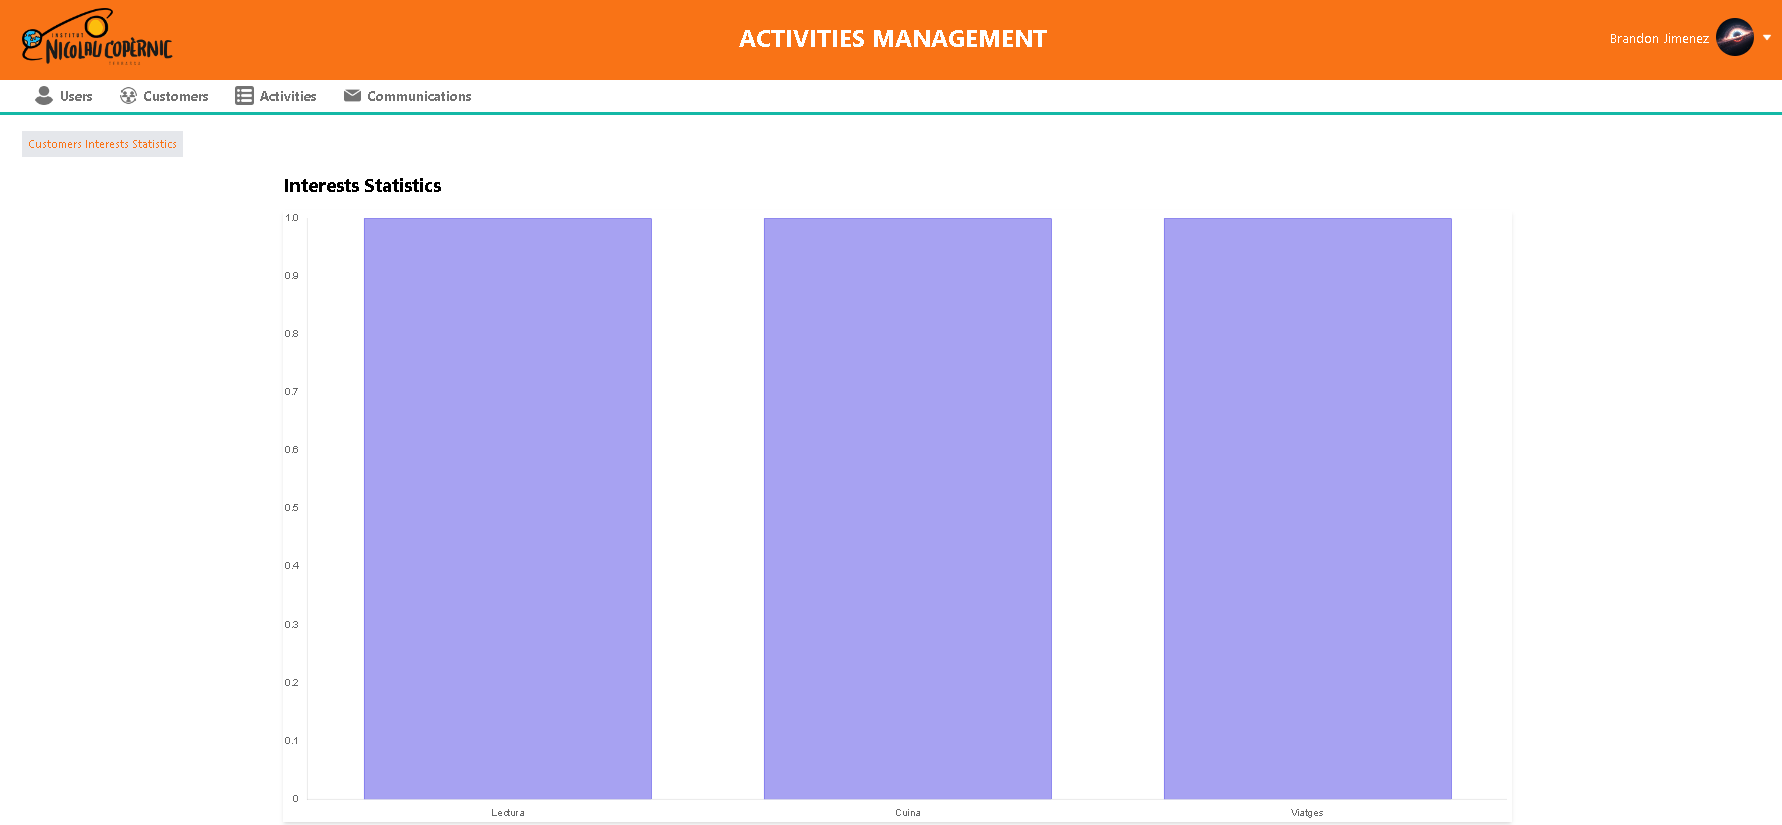 INSTITUT
NICOLAU COPÈRNIC
TERRASSA
ACTIVITIES MANAGEMENT
Brandon Jimenez
Users
Customers
Activities
Communications
Customers Interests Statistics
Interests Statistics
1.0
0.9
0.8
0.7
0.6
0.5
0.4
0.3
0.2
0.1
0
Lectura
Cuina
Viatges